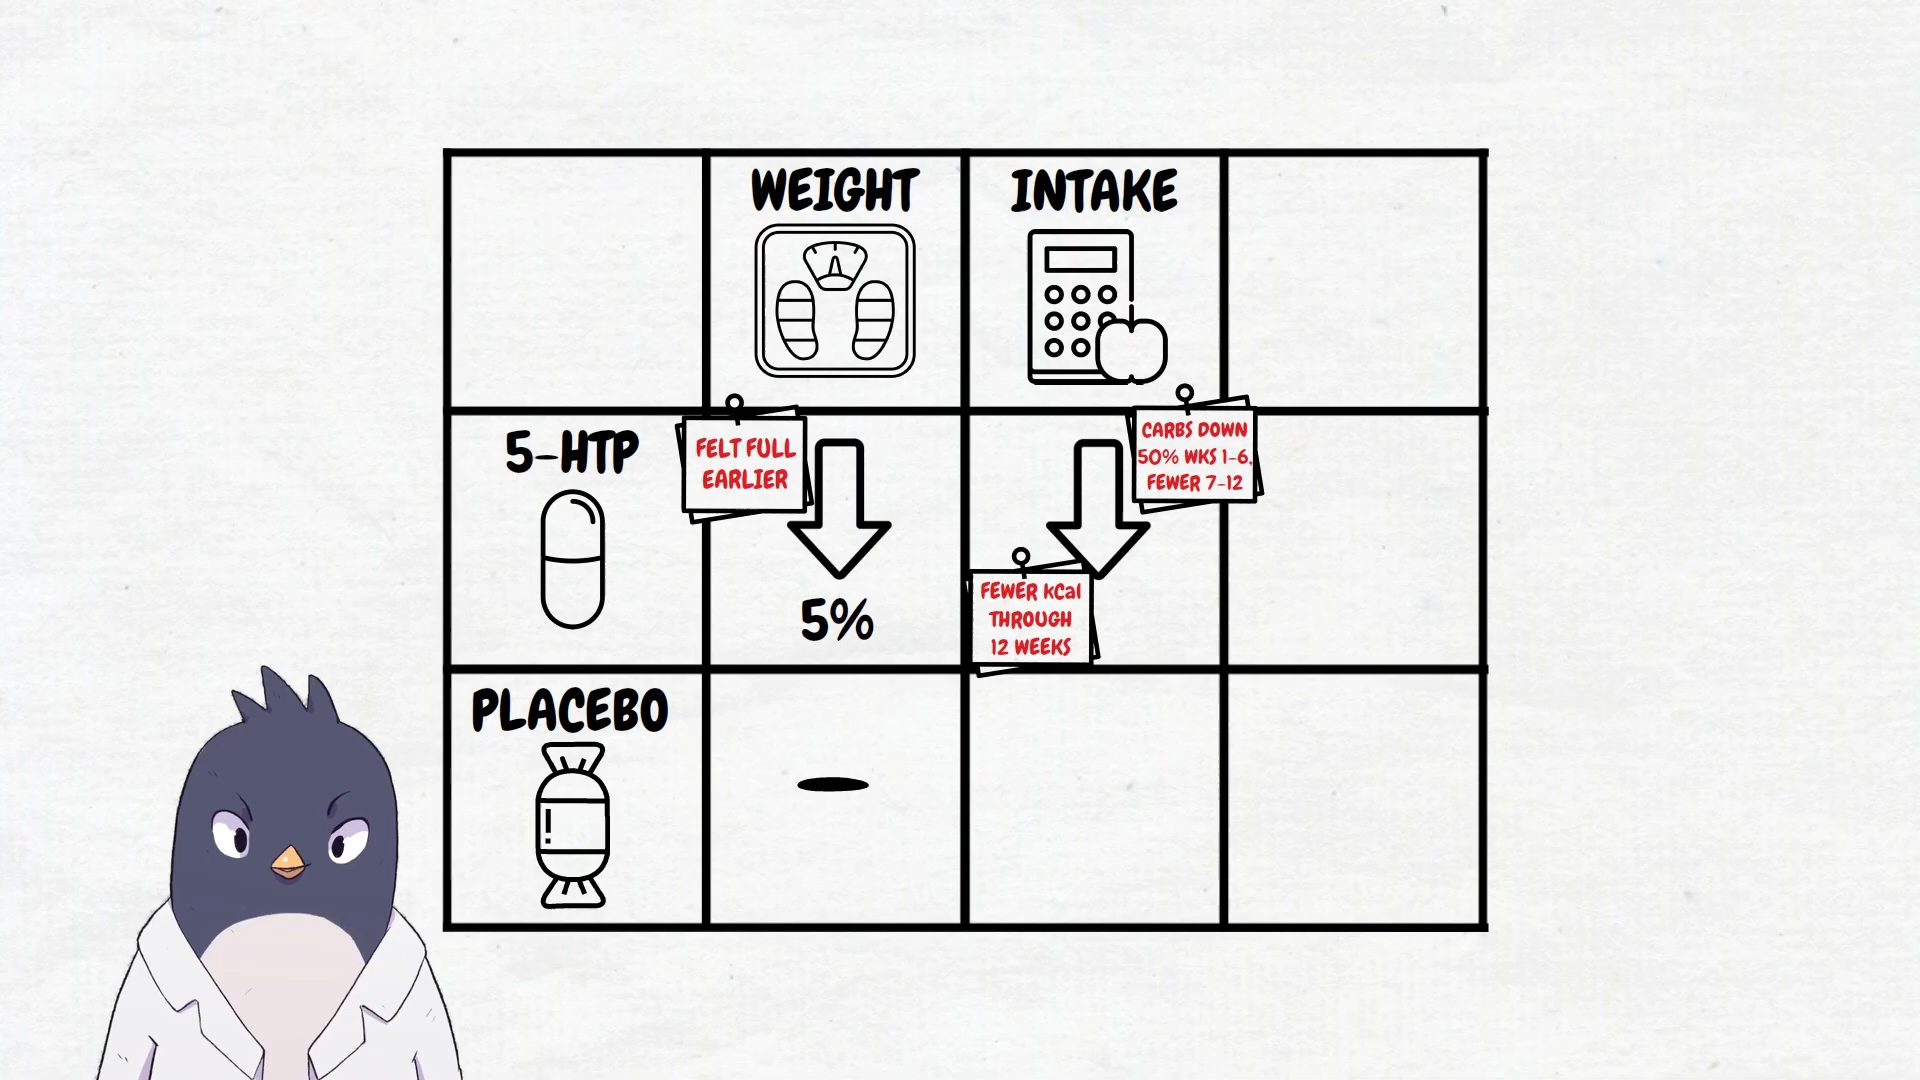 WEIGHT
INTAKE
5-HTP
FELT FULL
EARLIER
5%
CARBS DOWN
50% WKS 1-6,
FEWER 7-12
FEWER kCal
THROUGH
12 WEEKS
PLACEBO
-
!